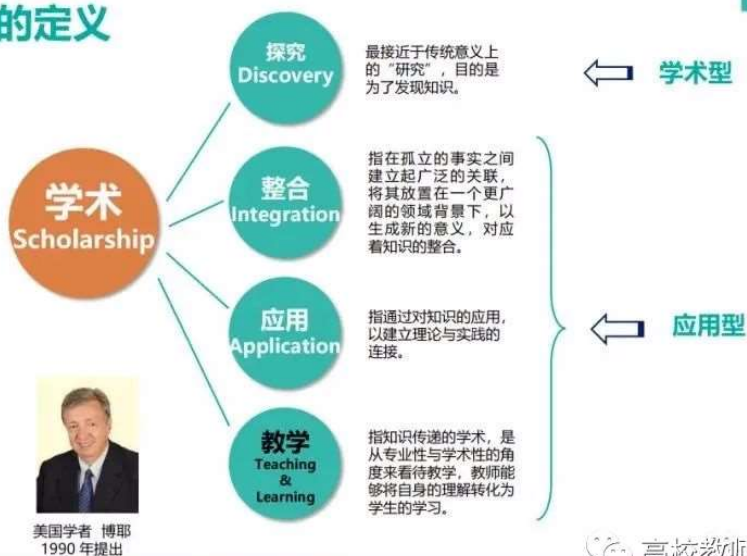 的定义
探究
Discovery
最接近于传统意义上
的“研究”，目的是
为了发现知识。
学术型
学术
Scholarship
整合
Integration
指在孤立的事实之间
建立起广泛的关联，
将其放置在一个更广
阔的领域背景下，以
生成新的意义，对应
着知识的整合。
应用
Application
指通过对知识的应用，
以建立理论与实践的
连接。
应用型
教学
Teaching
&
Learning
指知识传递的学术，是
从专业性与学术性的角
度来看待教学，教师能
够将自身的理解转化为
学生的学习。
美国学者 博耶
1990 年提出
高校教师